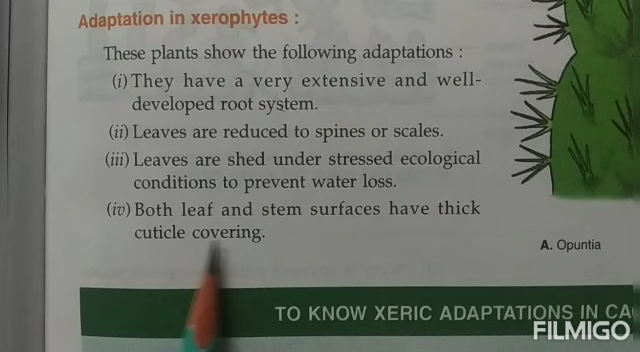 Adaptation in xerophytes :
These plants show the following adaptations :
(i) They have a very extensive and well-
developed root system.
(ii) Leaves are reduced to spines or scales.
(iii) Leaves are shed under stressed ecological
conditions to prevent water loss.
(iv) Both leaf and stem surfaces have thick
cuticle covering.
A. Opuntia
TO KNOW XERIC ADAPTATIONS IN CA
FILMIGO